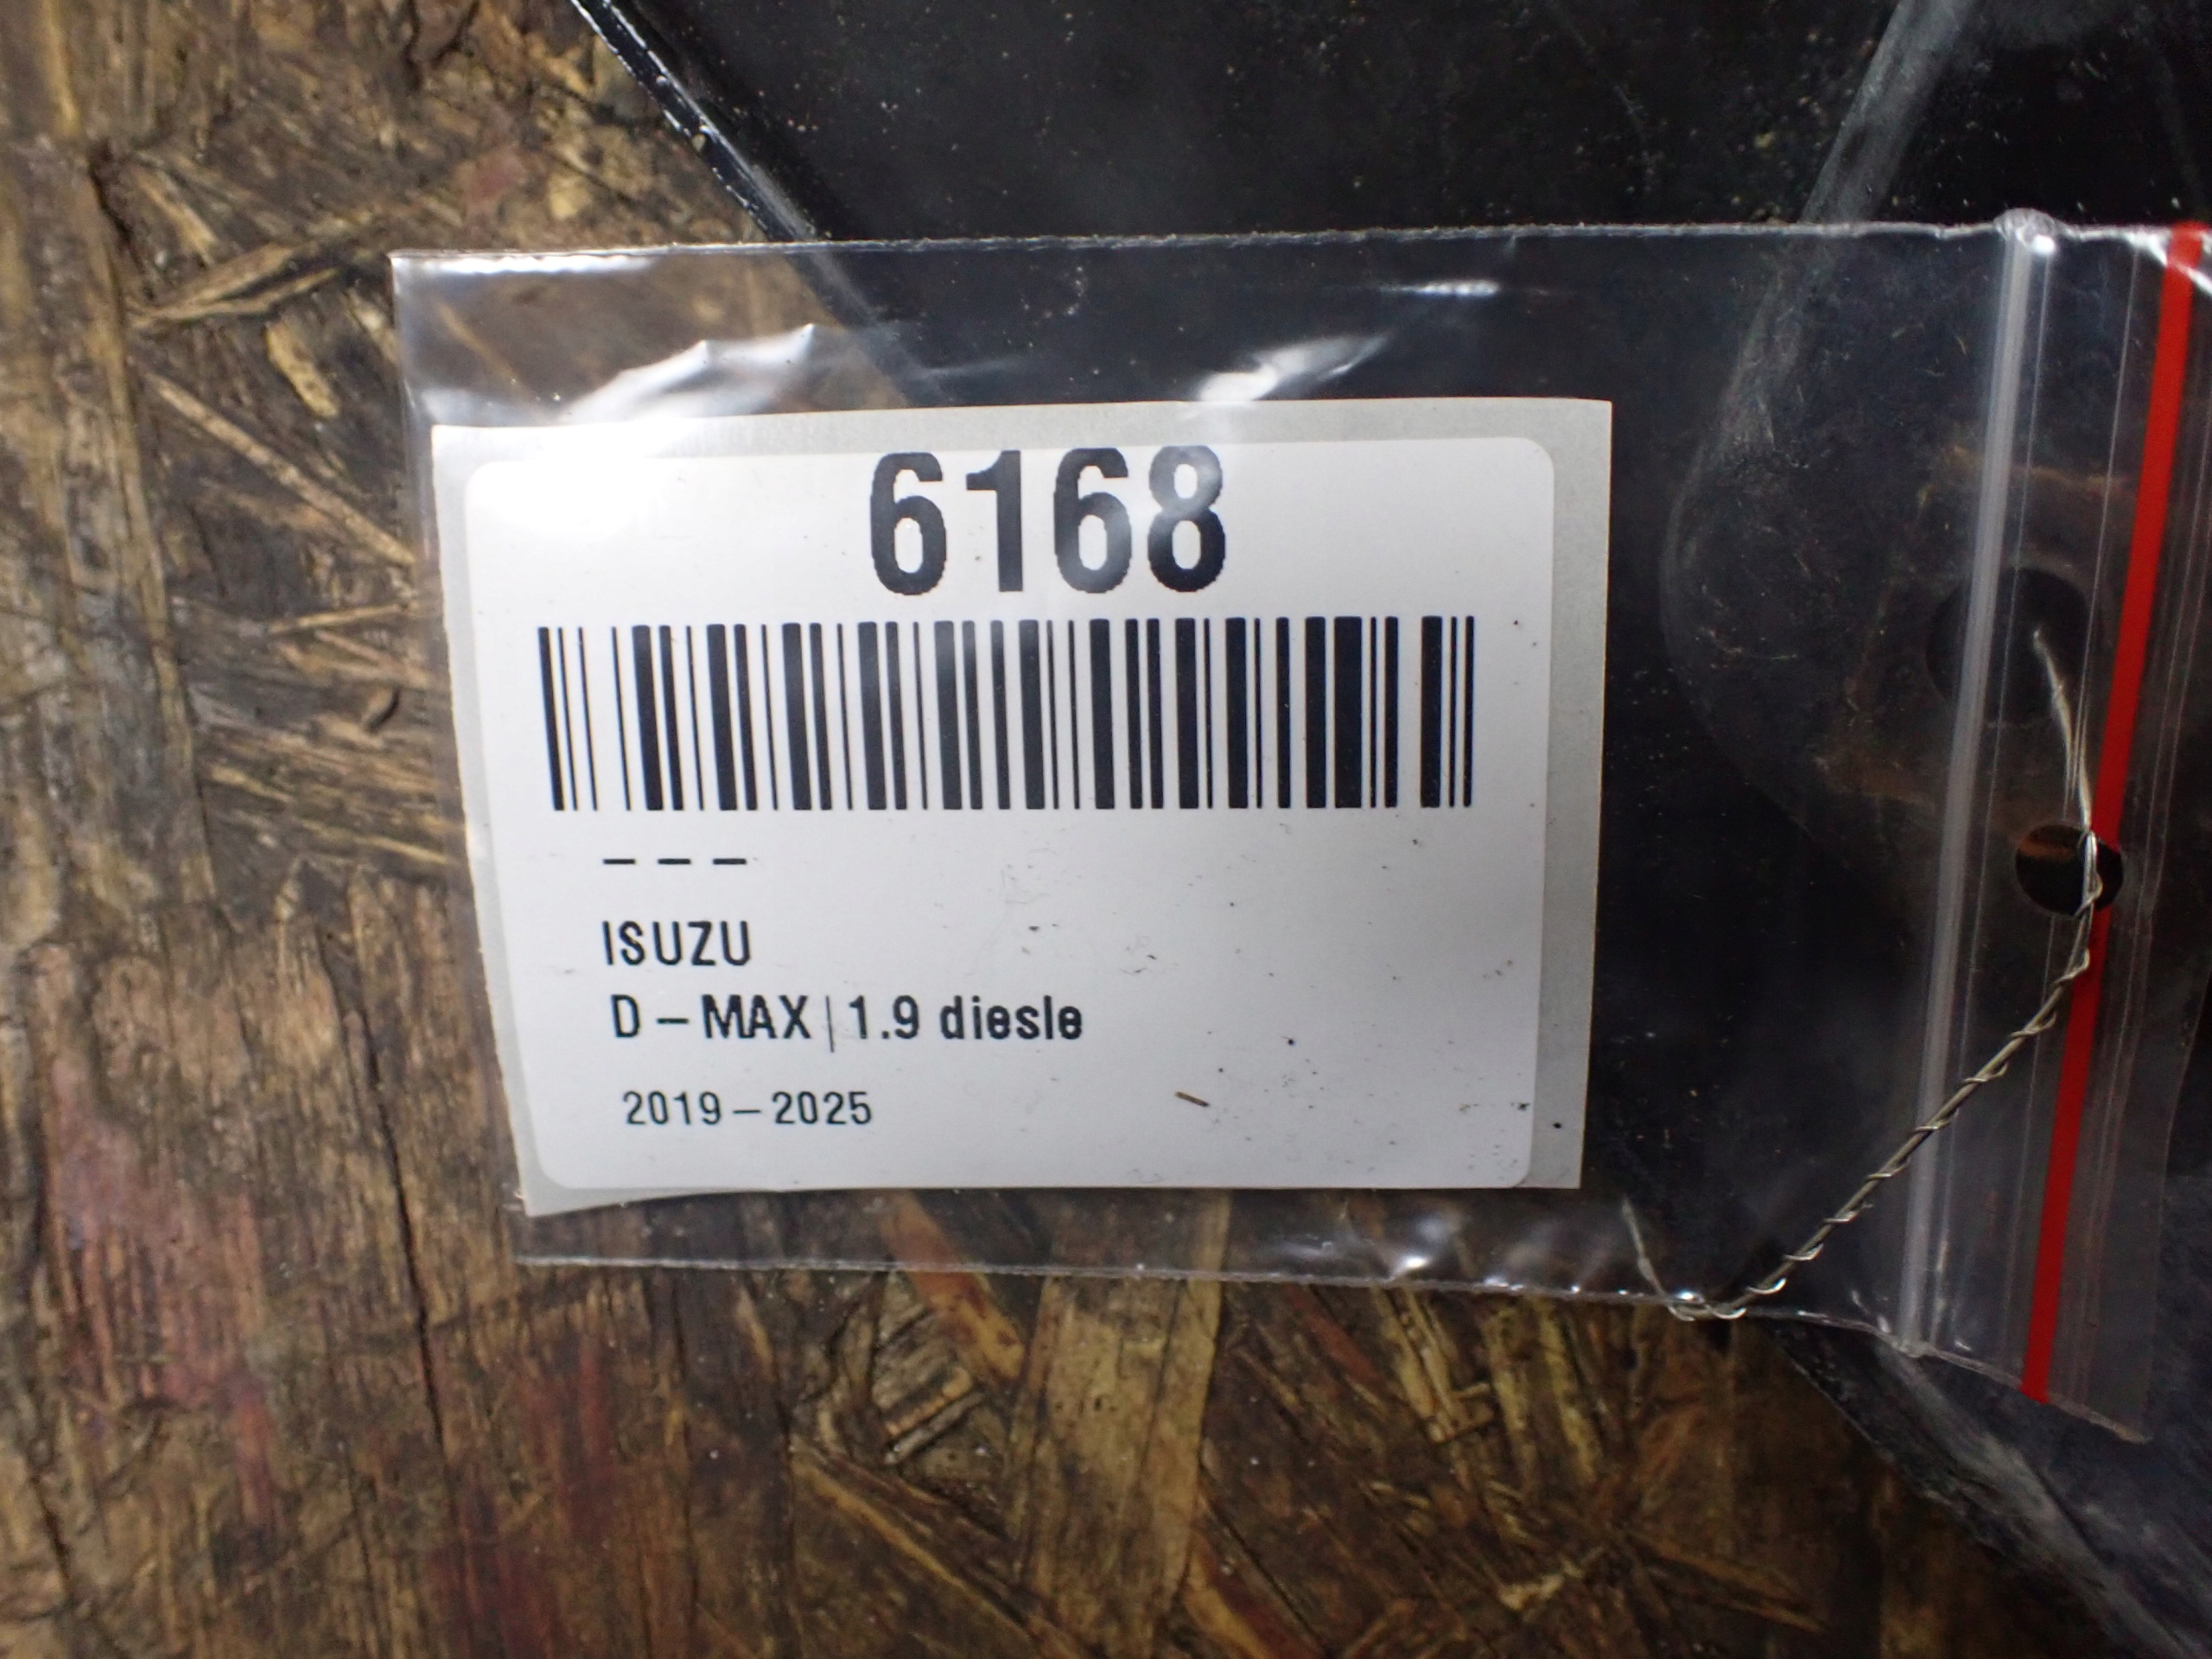 6168
– – –
ISUZU
D – MAX | 1.9 diesle
2019 – 2025